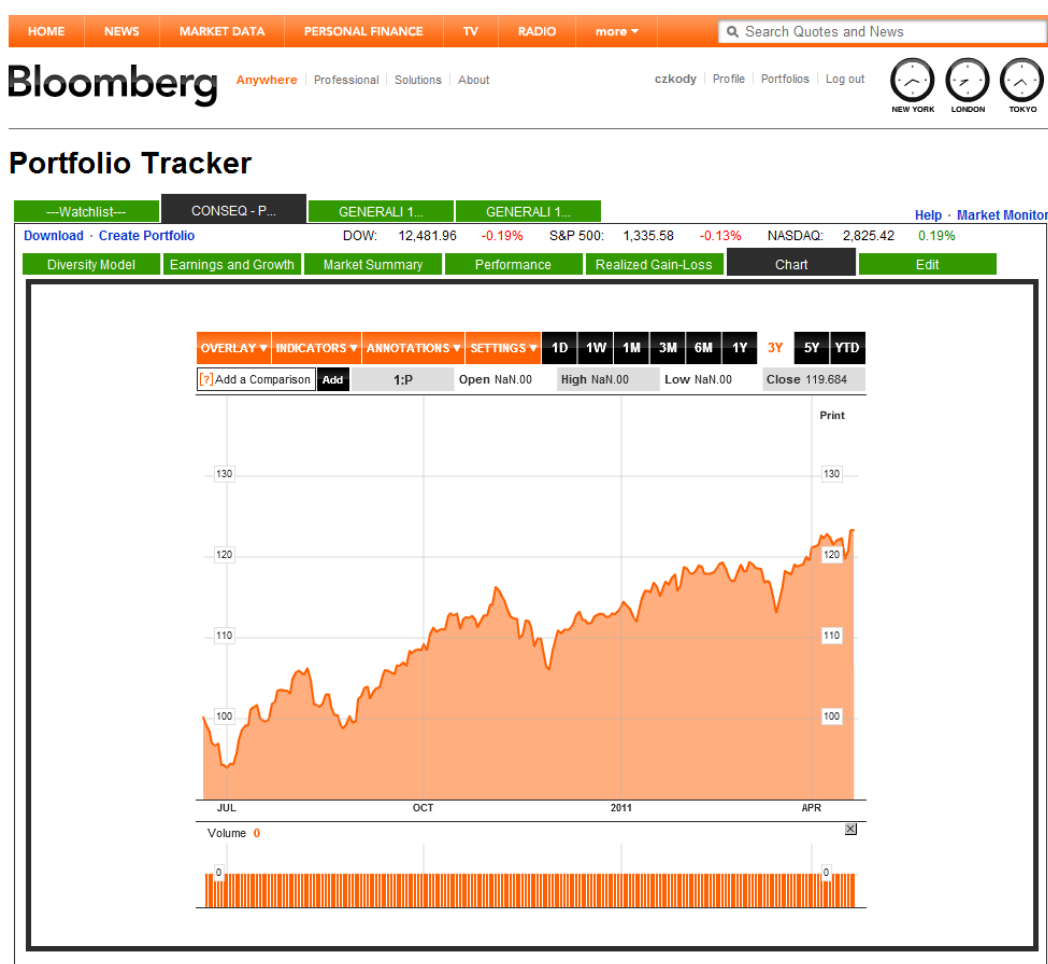 HOME NEWS MARKET DATA PERSONAL FINANCE TV RADIO more ▼ Search Quotes and News
Bloomberg Anywhere Professional Solutions About czkody Profile Portfolios Log out
NEW YORK LONDON TOKYO
Portfolio Tracker
---Watchlist--- CONSEQ - P... GENERALI 1... GENERALI 1... Help · Market Monitor
Download · Create Portfolio DOW: 12,481.96 -0.19% S&P 500: 1,335.58 -0.13% NASDAQ: 2,825.42 0.19%
Diversity Model Earnings and Growth Market Summary Performance Realized Gain-Loss Chart Edit
OVERLAY ▼ INDICATORS ▼ ANNOTATIONS ▼ SETTINGS ▼ 1D 1W 1M 3M 6M 1Y 3Y 5Y YTD
[?] Add a Comparison Add 1:P Open NaN.00 High NaN.00 Low NaN.00 Close 119.684
Print
130 130
120 120
110 110
100 100
JUL OCT 2011 APR
Volume 0
0 0